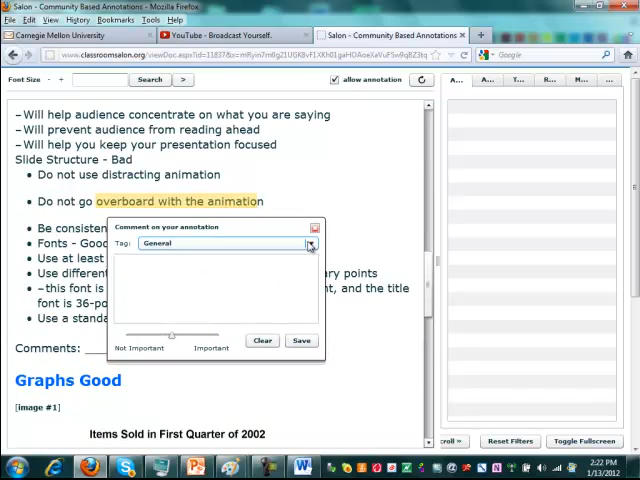 Salon - Community Based Annotations - Mozilla Firefox
File Edit View History Bookmarks Tools Help
Carnegie Mellon University
YouTube - Broadcast Yourself.
Salon - Community Based Annotations
Google
Font Size - +
Search
>
allow annotation
A...
A...
T...
R...
M...
...
–Will help audience concentrate on what you are saying
–Will prevent audience from reading ahead
–Will help you keep your presentation focused
Slide Structure - Bad
• Do not use distracting animation
• Do not go overboard with the animation
• Be consisten
• Fonts - Good
• Use at least
• Use differen
ary points
• –this font is
nt, and the title
font is 36-po
• Use a standa
Comment on your annotation
Tag: General
Clear
Save
Not Important
Important
Comments: __
Graphs Good
[image #1]
Items Sold in First Quarter of 2002
croll »
Reset Filters
Toggle Fullscreen
2:22 PM
1/13/2012